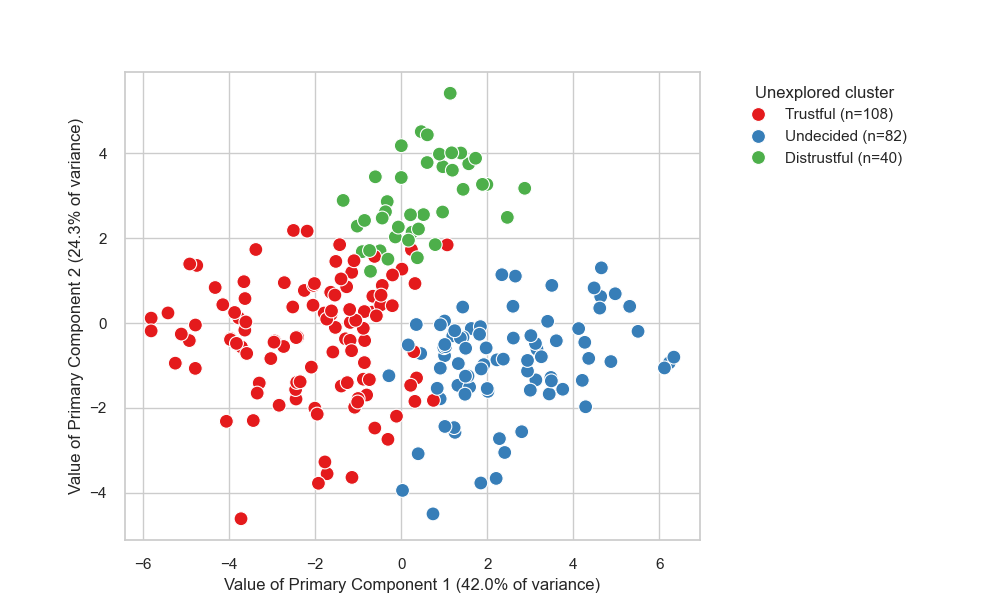 Unexplored cluster
Trustful (n=108)
Undecided (n=82)
Distrustful (n=40)
Value of Primary Component 2 (24.3% of variance)
4
2
0
−2
−4
−6
−4
−2
0
2
4
6
Value of Primary Component 1 (42.0% of variance)